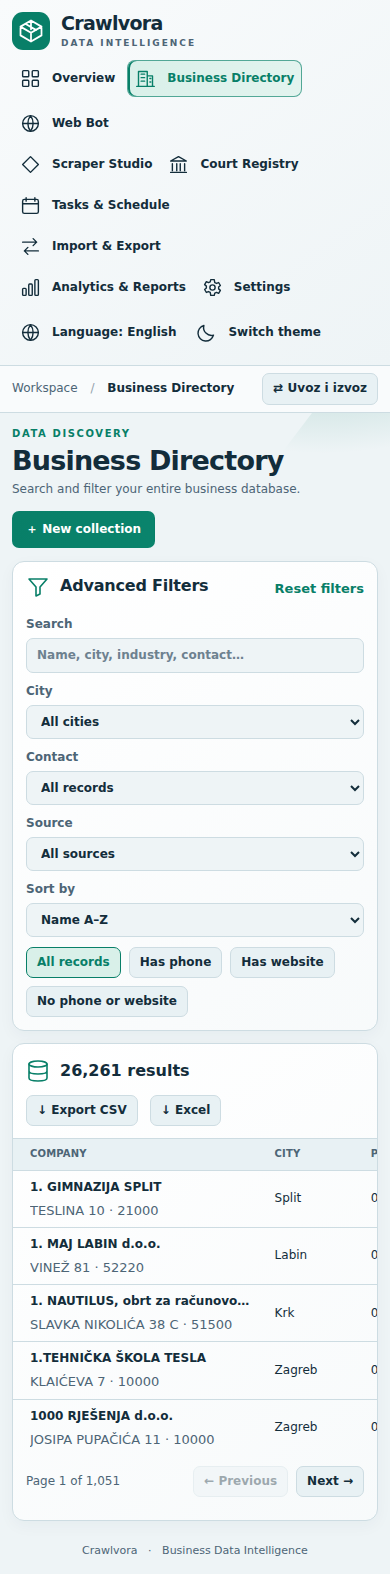 Crawlvora
DATA INTELLIGENCE
Overview
Business Directory
Web Bot
Scraper Studio
Court Registry
Tasks & Schedule
Import & Export
Analytics & Reports
Settings
Language: English
Switch theme
Workspace / Business Directory
⇄ Uvoz i izvoz
DATA DISCOVERY
Business Directory
Search and filter your entire business database.
+ New collection
Advanced Filters
Reset filters
Search
Name, city, industry, contact…
City
All cities
Contact
All records
Source
All sources
Sort by
Name A–Z
All records
Has phone
Has website
No phone or website
26,261 results
↓ Export CSV
↓ Excel
COMPANY CITY P
1. GIMNAZIJA SPLIT
TESLINA 10 · 21000
Split
0
1. MAJ LABIN d.o.o.
VINEŽ 81 · 52220
Labin
0
1. NAUTILUS, obrt za računovo…
SLAVKA NIKOLIĆA 38 C · 51500
Krk
0
1.TEHNIČKA ŠKOLA TESLA
KLAIĆEVA 7 · 10000
Zagreb
0
1000 RJEŠENJA d.o.o.
JOSIPA PUPAČIĆA 11 · 10000
Zagreb
0
Page 1 of 1,051
← Previous
Next →
Crawlvora · Business Data Intelligence